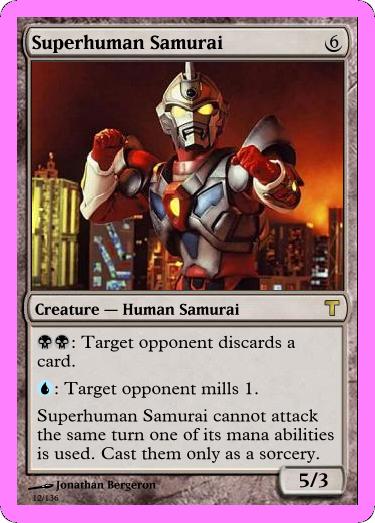 Superhuman Samurai 6
Creature — Human Samurai T
: Target opponent discards a
card.
: Target opponent mills 1.
Superhuman Samurai cannot attack
the same turn one of its mana abilities
is used. Cast them only as a sorcery.
Jonathan Bergeron
5/3
12/136